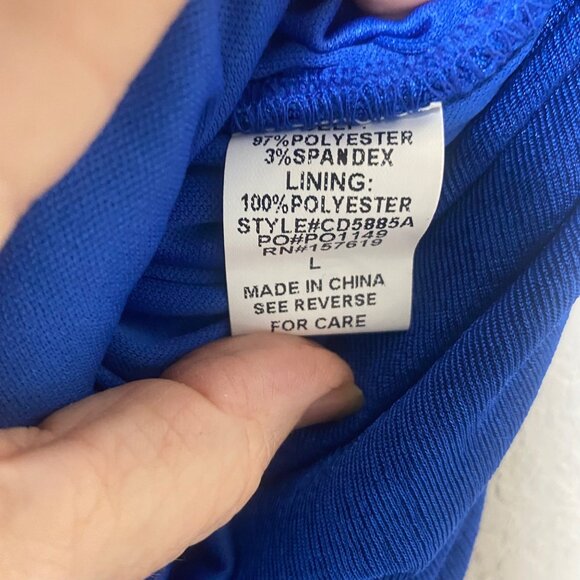 97%POLYESTER
3%SPANDEX
LINING:
100%POLYESTER
STYLE#CD5885A
PO#PO1149
RN#157619
L
MADE IN CHINA
SEE REVERSE
FOR CARE